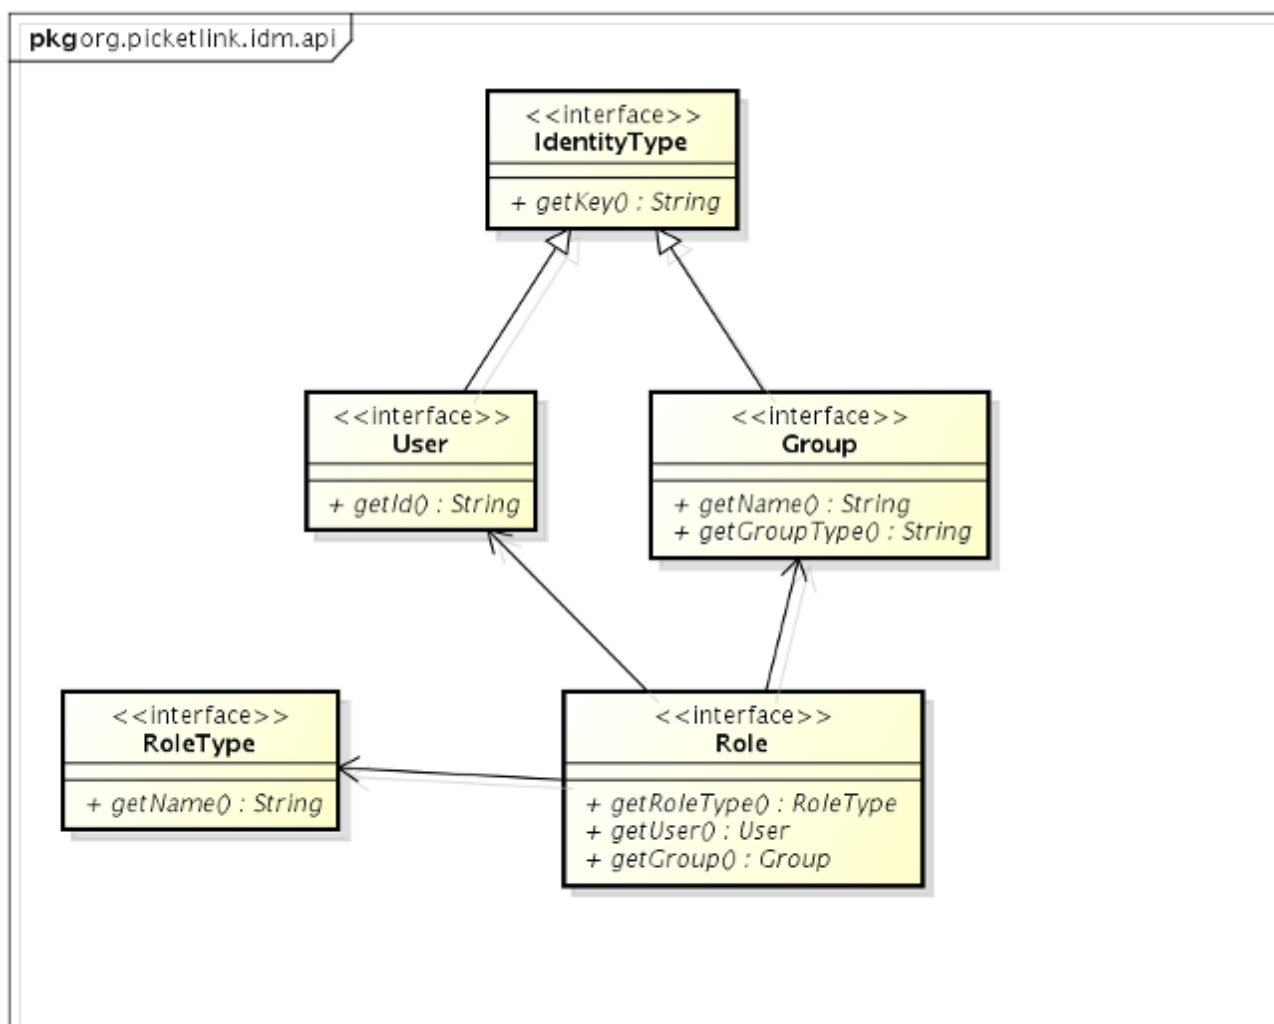 pkg org.picketlink.idm.api
<<interface>>
IdentityType
+ getKey() : String
<<interface>>
User
+ getId() : String
<<interface>>
Group
+ getName() : String
+ getGroupType() : String
<<interface>>
RoleType
+ getName() : String
<<interface>>
Role
+ getRoleType() : RoleType
+ getUser() : User
+ getGroup() : Group